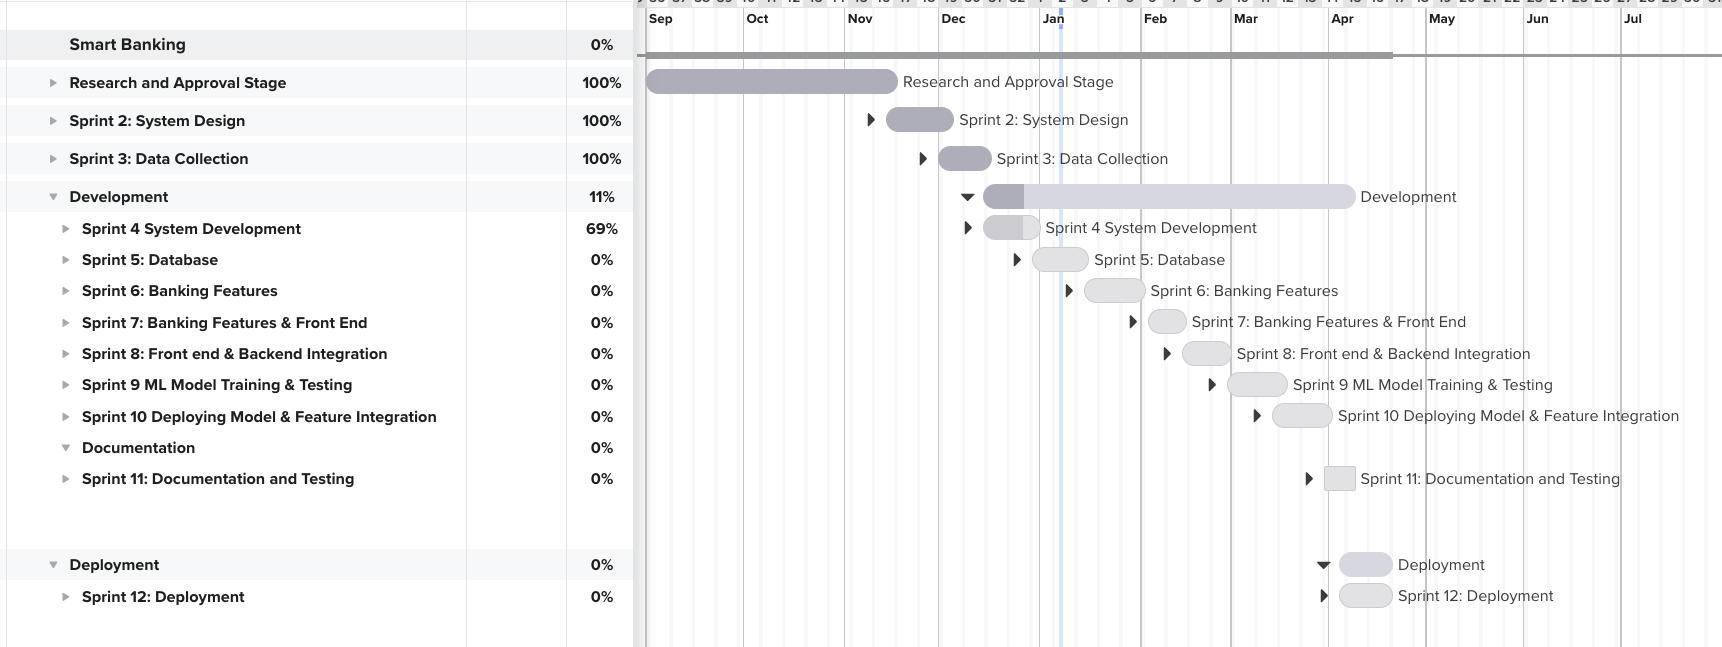 Sep Oct Nov Dec Jan Feb Mar Apr May Jun Jul
Smart Banking 0%
Research and Approval Stage 100% Research and Approval Stage
Sprint 2: System Design 100% Sprint 2: System Design
Sprint 3: Data Collection 100% Sprint 3: Data Collection
Development 11% Development
Sprint 4 System Development 69% Sprint 4 System Development
Sprint 5: Database 0% Sprint 5: Database
Sprint 6: Banking Features 0% Sprint 6: Banking Features
Sprint 7: Banking Features & Front End 0% Sprint 7: Banking Features & Front End
Sprint 8: Front end & Backend Integration 0% Sprint 8: Front end & Backend Integration
Sprint 9 ML Model Training & Testing 0% Sprint 9 ML Model Training & Testing
Sprint 10 Deploying Model & Feature Integration 0% Sprint 10 Deploying Model & Feature Integration
Documentation 0%
Sprint 11: Documentation and Testing 0% Sprint 11: Documentation and Testing
Deployment 0% Deployment
Sprint 12: Deployment 0% Sprint 12: Deployment